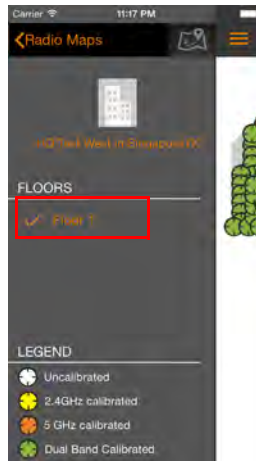 Carrier 11:17 PM
Radio Maps
FLOORS
Floor 1
LEGEND
Uncalibrated
2.4GHz calibrated
5 GHz calibrated
Dual Band Calibrated